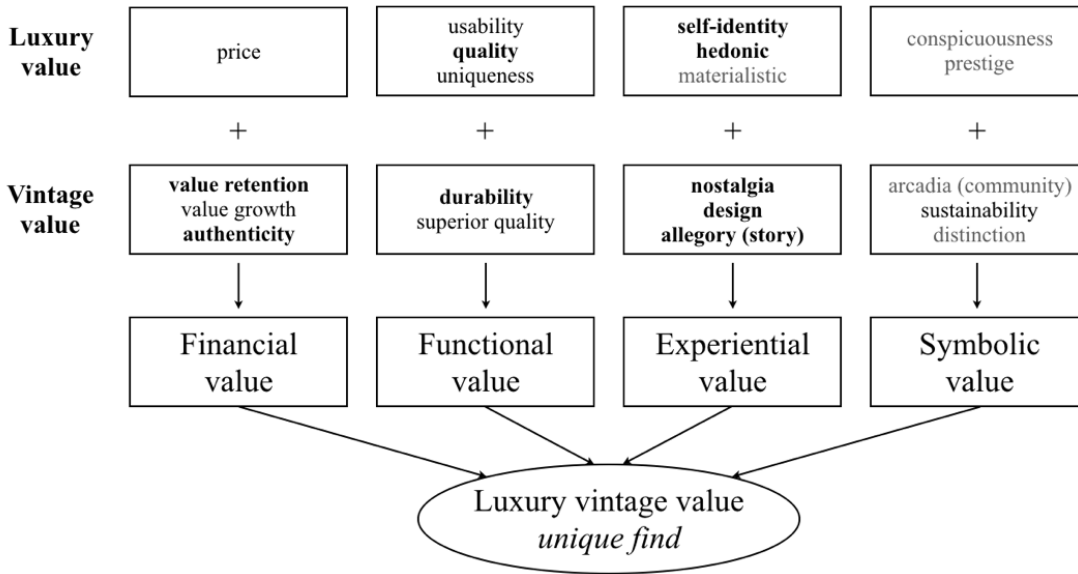 Luxury
value
price
usability
quality
uniqueness
self-identity
hedonic
materialistic
conspicuousness
prestige
+
+
+
+
Vintage
value
value retention
value growth
authenticity
durability
superior quality
nostalgia
design
allegory (story)
arcadia (community)
sustainability
distinction
Financial
value
Functional
value
Experiential
value
Symbolic
value
Luxury vintage value
unique find